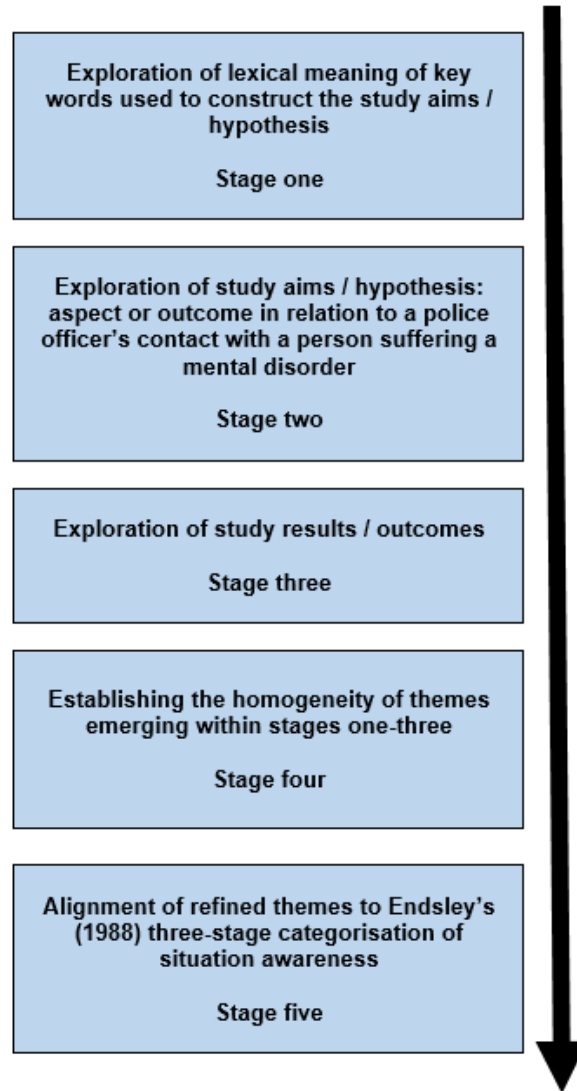 Exploration of lexical meaning of key
words used to construct the study aims /
hypothesis
Stage one
Exploration of study aims / hypothesis:
aspect or outcome in relation to a police
officer's contact with a person suffering a
mental disorder
Stage two
Exploration of study results / outcomes
Stage three
Establishing the homogeneity of themes
emerging within stages one-three
Stage four
Alignment of refined themes to Endsley's
(1988) three-stage categorisation of
situation awareness
Stage five